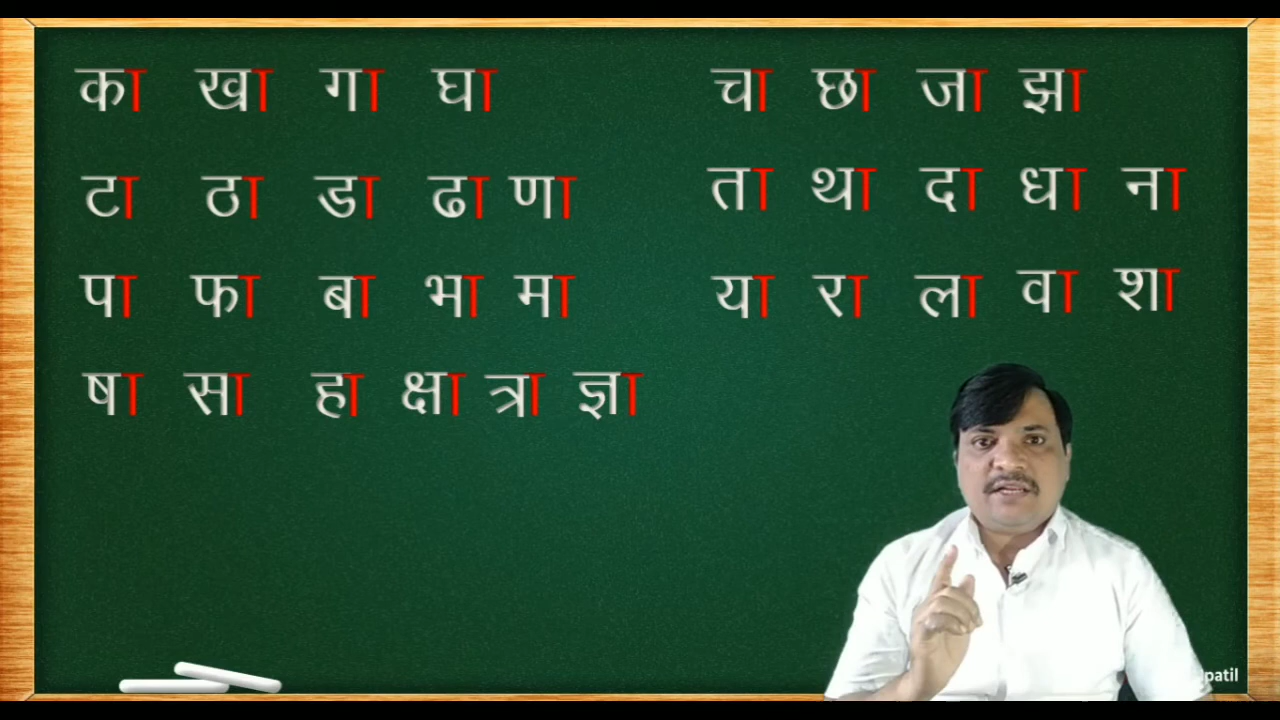 का खा गा घा चा छा जा झा
टा ठा डा ढा णा ता था दा धा ना
पा फा बा भा मा या रा ला वा शा
षा सा हा क्षा त्रा ज्ञा
patil